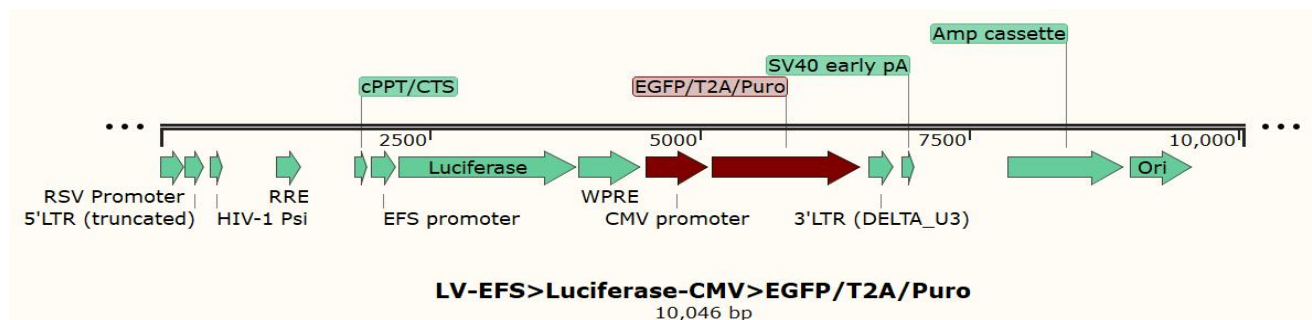 Amp cassette
SV40 early pA
cPPT/CTS EGFP/T2A/Puro
• • • 2500 5000 7500 10,000 • • •
Luciferase Ori
RSV Promoter RRE WPRE
5'LTR (truncated) HIV-1 Psi EFS promoter CMV promoter 3'LTR (DELTA_U3)
LV-EFS>Luciferase-CMV>EGFP/T2A/Puro
10,046 bp